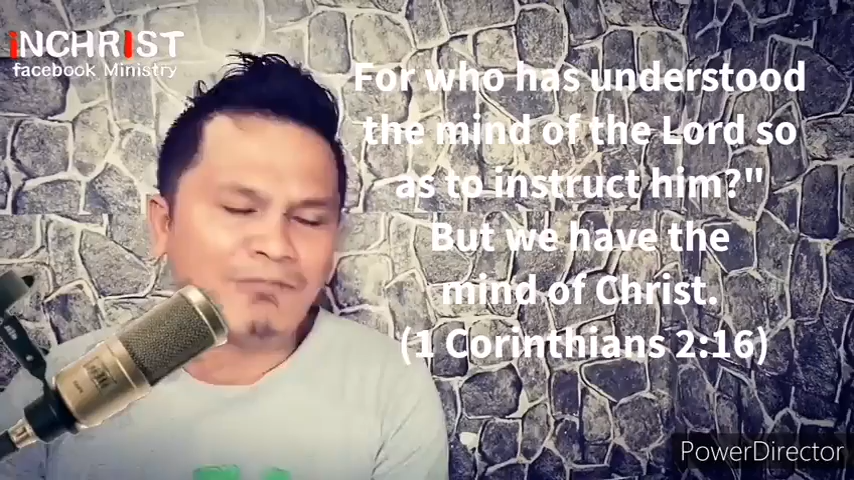 iNCHRIST
facebook Ministry
For who has understood
the mind of the Lord so
as to instruct him?"
But we have the
mind of Christ.
(1 Corinthians 2:16)
PowerDirector